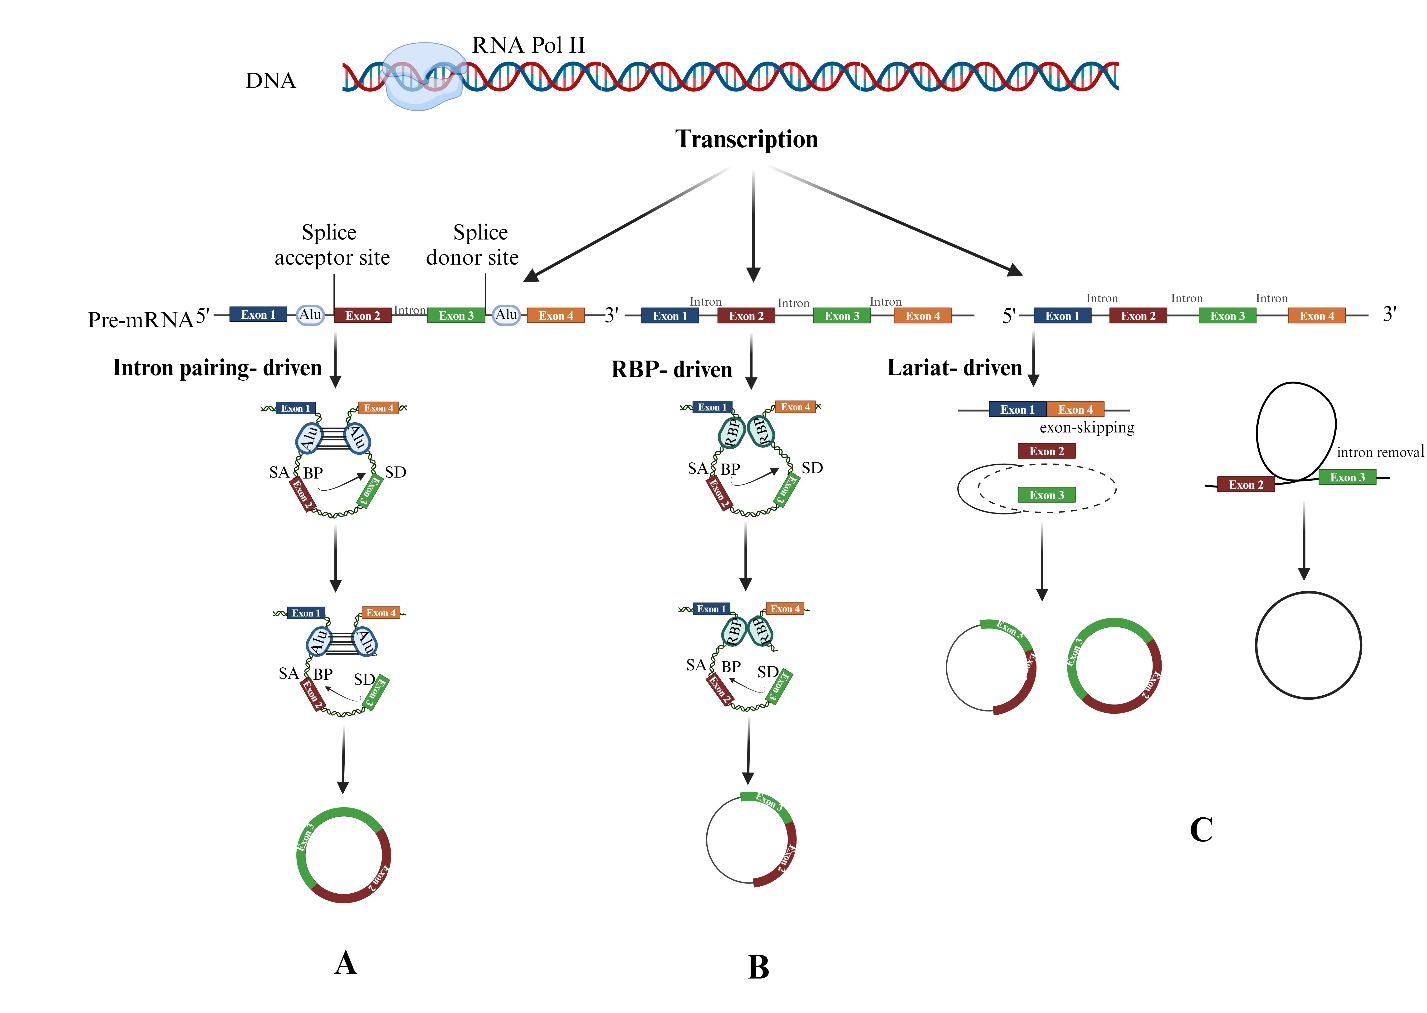 RNA Pol II
DNA
Transcription
Splice
acceptor site
Splice
donor site
Pre-mRNA 5'
Exon 1
Alu
Exon 2
Intron
Exon 3
Alu
Exon 4
3'
Intron
Intron
Intron
Exon 1
Exon 2
Exon 3
Exon 4
Intron
Intron
Intron
5'
Exon 1
Exon 2
Exon 3
Exon 4
3'
Intron pairing- driven
RBP- driven
Lariat- driven
Exon 1
Exon 4
Alu
Alu
SA
BP
SD
Exon 2
Exon 3
Exon 1
Exon 4
Alu
Alu
SA
BP
SD
Exon 2
Exon 3
Exon 3
Exon 2
A
Exon 1
Exon 4
RBP
RBP
SA
BP
SD
Exon 2
Exon 3
Exon 1
Exon 4
RBP
RBP
SA
BP
SD
Exon 2
Exon 3
Exon 3
Exon 2
B
Exon 1
Exon 4
exon-skipping
Exon 2
Exon 3
Exon 2
Exon 3
intron removal
Exon 3
Exon 3
Exon 2
C